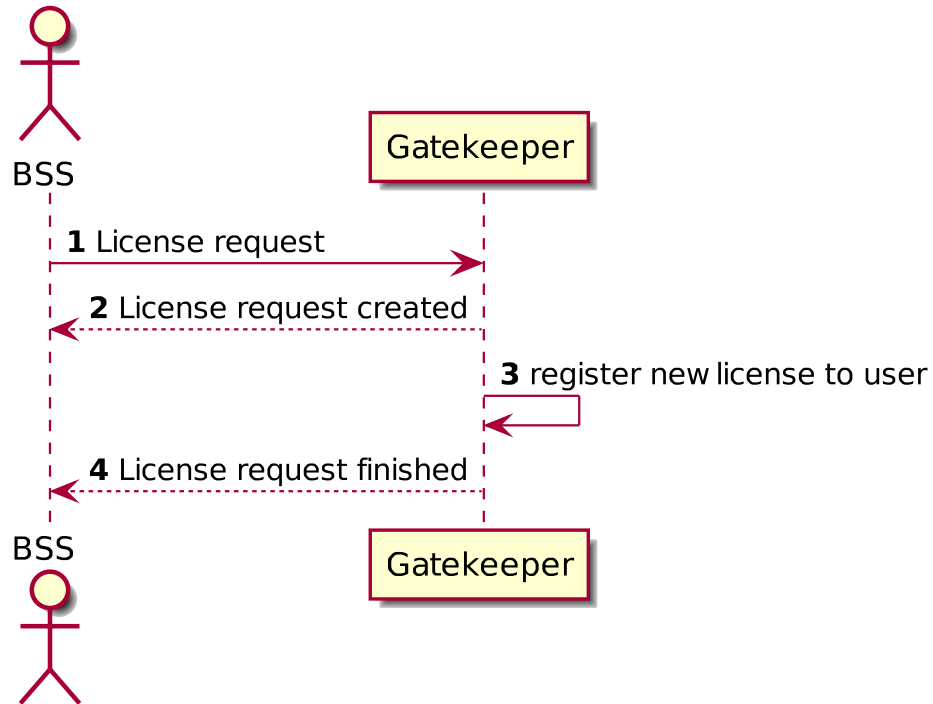 BSS
Gatekeeper
1 License request
2 License request created
3 register new license to user
4 License request finished
BSS
Gatekeeper